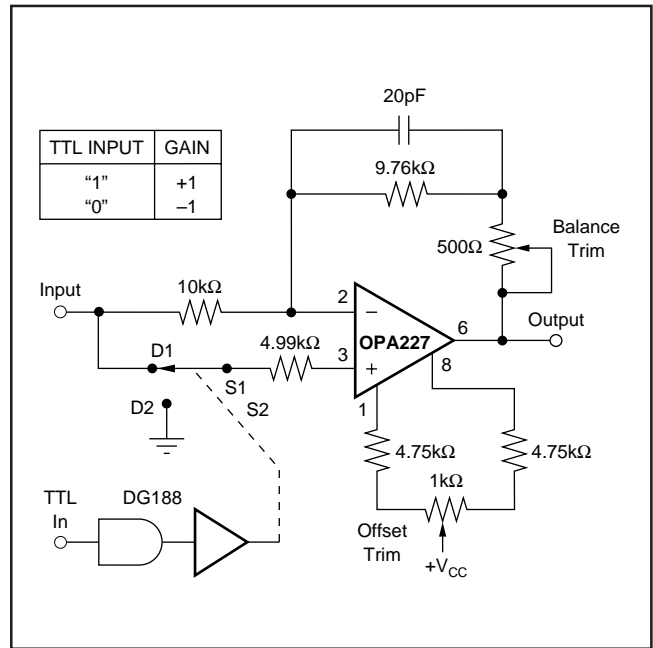 20pF
TTL INPUT GAIN
“1” +1
“0” –1
9.76kΩ
500Ω
Balance
Trim
Input
10kΩ
2
–
OPA227
6
Output
D1
S1
4.99kΩ
3
+
8
D2
S2
1
4.75kΩ
4.75kΩ
1kΩ
TTL
In
DG188
Offset
Trim
+VCC